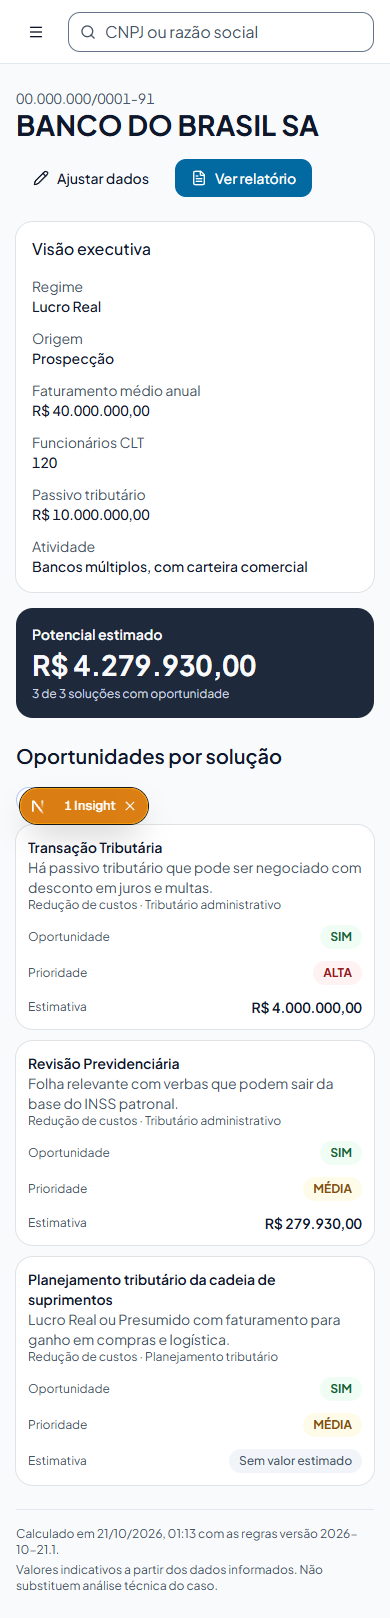 CNPJ ou razão social
00.000.000/0001-91
BANCO DO BRASIL SA
Ajustar dados
Ver relatório
Visão executiva
Regime
Lucro Real
Origem
Prospecção
Faturamento médio anual
R$ 40.000.000,00
Funcionários CLT
120
Passivo tributário
R$ 10.000.000,00
Atividade
Bancos múltiplos, com carteira comercial
Potencial estimado
R$ 4.279.930,00
3 de 3 soluções com oportunidade
Oportunidades por solução
N 1 Insight
Transação Tributária
Há passivo tributário que pode ser negociado com
desconto em juros e multas.
Redução de custos · Tributário administrativo
Oportunidade SIM
Prioridade ALTA
Estimativa R$ 4.000.000,00
Revisão Previdenciária
Folha relevante com verbas que podem sair da
base do INSS patronal.
Redução de custos · Tributário administrativo
Oportunidade SIM
Prioridade MÉDIA
Estimativa R$ 279.930,00
Planejamento tributário da cadeia de
suprimentos
Lucro Real ou Presumido com faturamento para
ganho em compras e logística.
Redução de custos · Planejamento tributário
Oportunidade SIM
Prioridade MÉDIA
Estimativa Sem valor estimado
Calculado em 21/10/2026, 01:13 com as regras versão 2026-
10-21.1.
Valores indicativos a partir dos dados informados. Não
substituem análise técnica do caso.